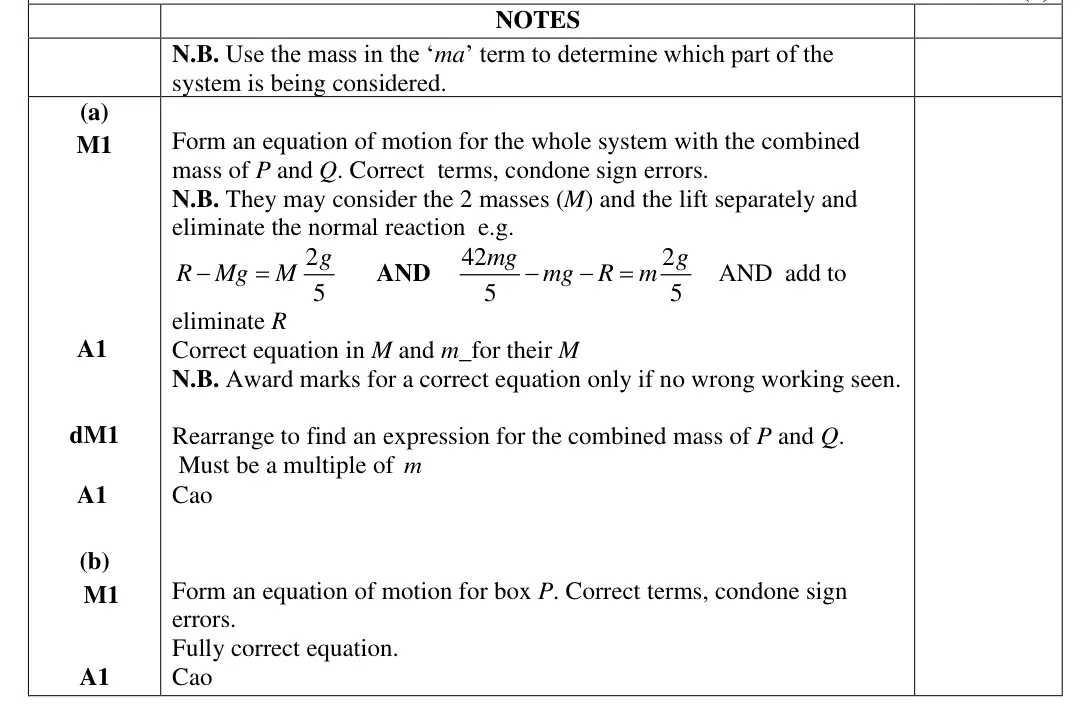 NOTES
N.B. Use the mass in the ‘ma’ term to determine which part of the
system is being considered.
(a)
M1 Form an equation of motion for the whole system with the combined
mass of P and Q. Correct terms, condone sign errors.
N.B. They may consider the 2 masses (M) and the lift separately and
eliminate the normal reaction e.g.
R − Mg = M 2g/5 AND 42mg/5 − mg − R = m 2g/5 AND add to
eliminate R
A1 Correct equation in M and m_for their M
N.B. Award marks for a correct equation only if no wrong working seen.
dM1 Rearrange to find an expression for the combined mass of P and Q.
Must be a multiple of m
A1 Cao
(b)
M1 Form an equation of motion for box P. Correct terms, condone sign
errors.
Fully correct equation.
A1 Cao